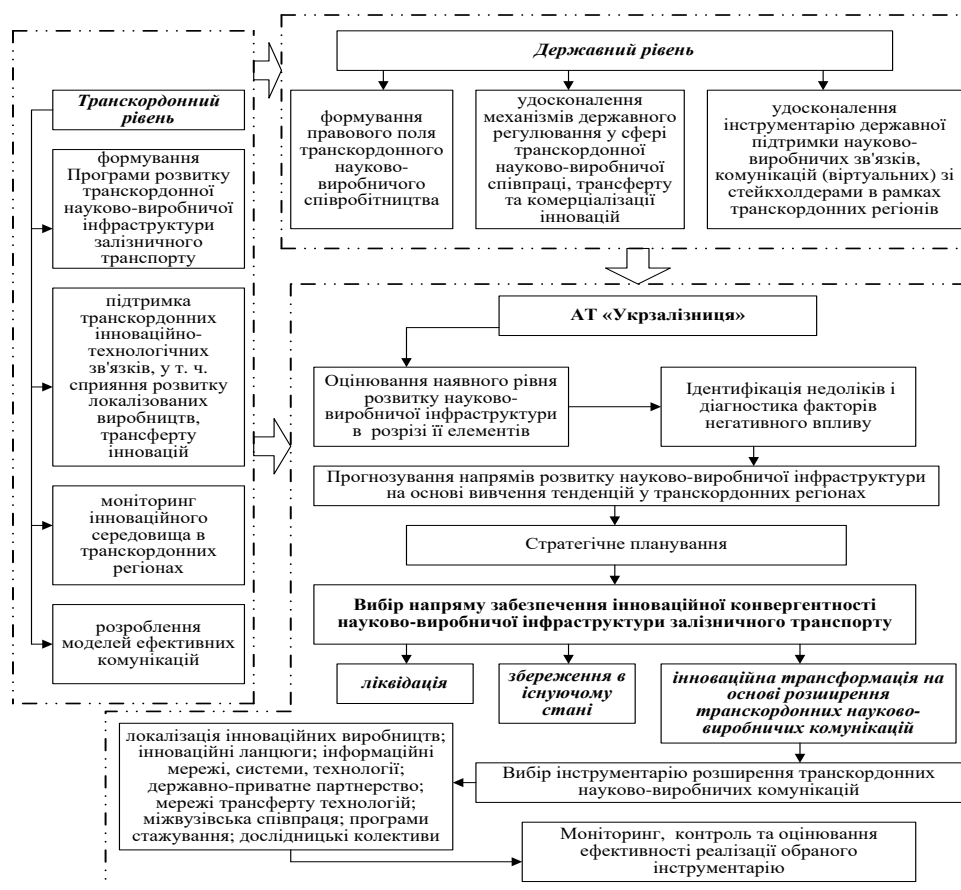 Державний рівень
формування
правового поля
транскордонного
науково-
виробничого
співробітництва
удосконалення
механізмів державного
регулювання у сфері
транскордонної
науково-виробничої
співпраці, трансферту
та комерціалізації
інновацій
удосконалення
інструментарію державної
підтримки науково-
виробничих зв'язків,
комунікацій (віртуальних) зі
стейкхолдерами в рамках
транскордонних регіонів
Транскордонний
рівень
формування
Програми розвитку
транскордонної
науково-виробничої
інфраструктури
залізничного
транспорту
підтримка
транскордонних
інноваційно-
технологічних
зв'язків, у т. ч.
сприяння розвитку
локалізованих
виробництв,
трансферту
інновацій
моніторинг
інноваційного
середовища в
транскордонних
регіонах
розроблення
моделей ефективних
комунікацій
АТ «Укрзалізниця»
Оцінювання наявного рівня
розвитку науково-
виробничої інфраструктури
в розрізі її елементів
Ідентифікація недоліків і
діагностика факторів
негативного впливу
Прогнозування напрямів розвитку науково-виробничої інфраструктури
на основі вивчення тенденцій у транскордонних регіонах
Стратегічне планування
Вибір напряму забезпечення інноваційної конвергентності
науково-виробничої інфраструктури залізничного транспорту
ліквідація
збереження в
існуючому
стані
інноваційна трансформація на
основі розширення
транскордонних науково-
виробничих комунікацій
Вибір інструментарію розширення транскордонних
науково-виробничих комунікацій
локалізація інноваційних виробництв;
інноваційні ланцюги; інформаційні
мережі, системи, технології;
державно-приватне партнерство;
мережі трансферту технологій;
міжвузівська співпраця; програми
стажування; дослідницькі колективи
Моніторинг, контроль та оцінювання
ефективності реалізації обраного
інструментарію